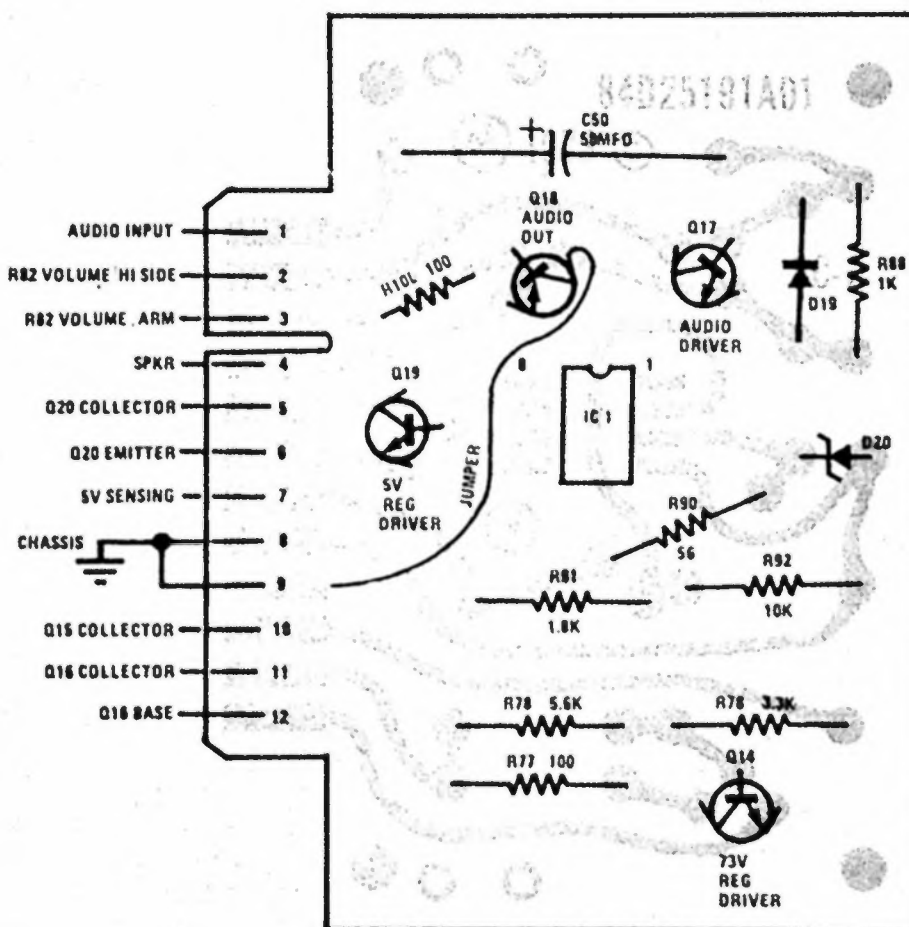 84D25191A01
+
C50
50MFD
Q18
AUDIO
OUT
Q17
AUDIO
DRIVER
D19
R88
1K
R10L 100
AUDIO INPUT 1
R82 VOLUME HI SIDE 2
R82 VOLUME ARM 3
SPKR 4
Q20 COLLECTOR 5
Q20 EMITTER 6
5V SENSING 7
CHASSIS 8
9
Q15 COLLECTOR 10
Q16 COLLECTOR 11
Q16 BASE 12
Q19
5V
REG
DRIVER
JUMPER
8 1
IC 1
D20
R90
56
R81
1.8K
R92
10K
R78 5.6K
R78 3.3K
R77 100
Q14
73V
REG
DRIVER